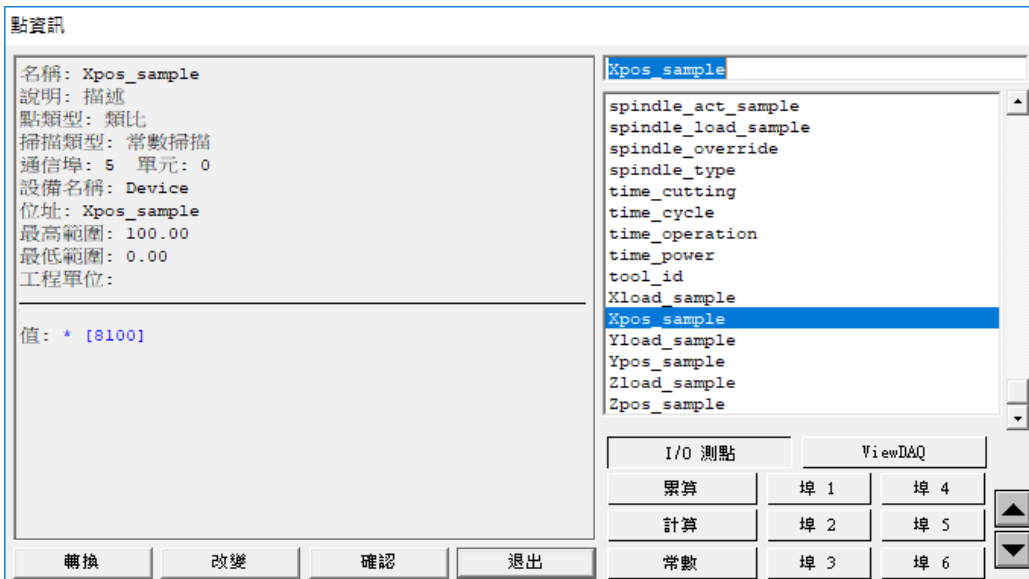 點資訊
名稱: Xpos_sample
說明: 描述
點類型: 類比
掃描類型: 常數掃描
通信埠: 5 單元: 0
設備名稱: Device
位址: Xpos_sample
最高範圍: 100.00
最低範圍: 0.00
工程單位:
值: * [8100]
Xpos_sample
spindle_act_sample
spindle_load_sample
spindle_override
spindle_type
time_cutting
time_cycle
time_operation
time_power
tool_id
Xload_sample
Xpos_sample
Yload_sample
Ypos_sample
Zload_sample
Zpos_sample
I/O 測點 ViewDAQ
累算 埠 1 埠 4
計算 埠 2 埠 5
常數 埠 3 埠 6
轉換 改變 確認 退出